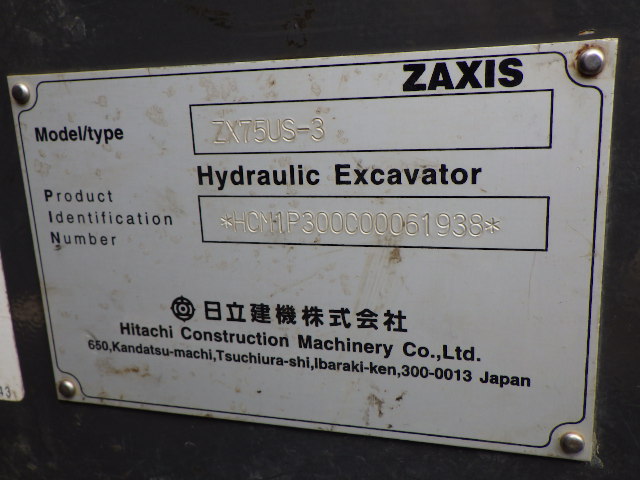 ZAXIS
Model/type ZX75US-3
Hydraulic Excavator
Product
Identification *HCM1P300C00061938*
Number
日立建機株式会社
Hitachi Construction Machinery Co.,Ltd.
650,Kandatsu-machi,Tsuchiura-shi,Ibaraki-ken,300-0013 Japan